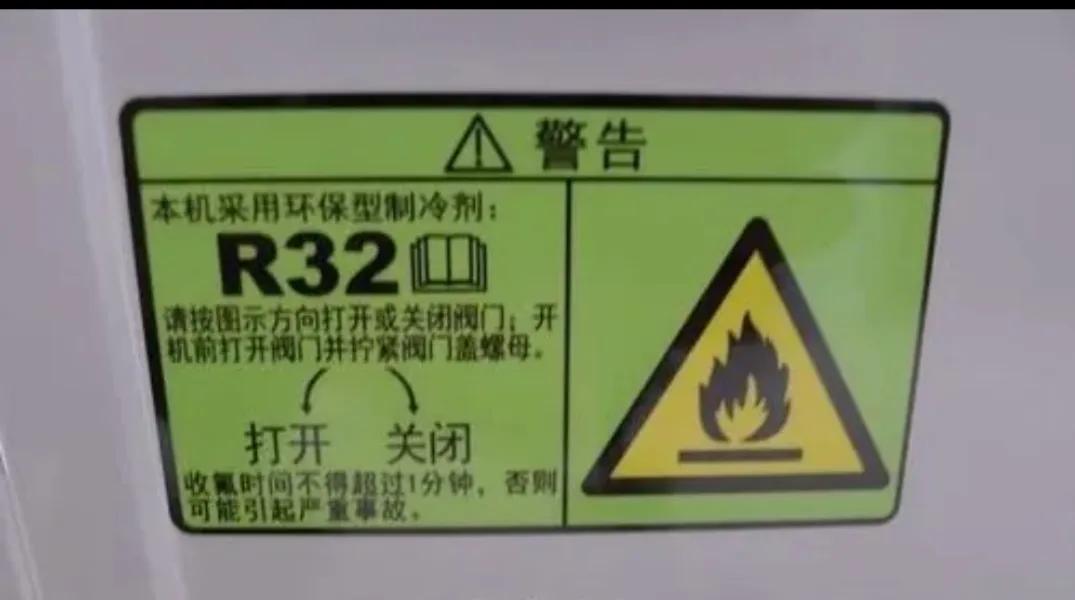 警告
本机采用环保型制冷剂：
R32
请按图示方向打开或关闭阀门；开
机前打开阀门并拧紧阀门盖螺母。
打开 关闭
收氟时间不得超过1分钟，否则
可能引起严重事故。